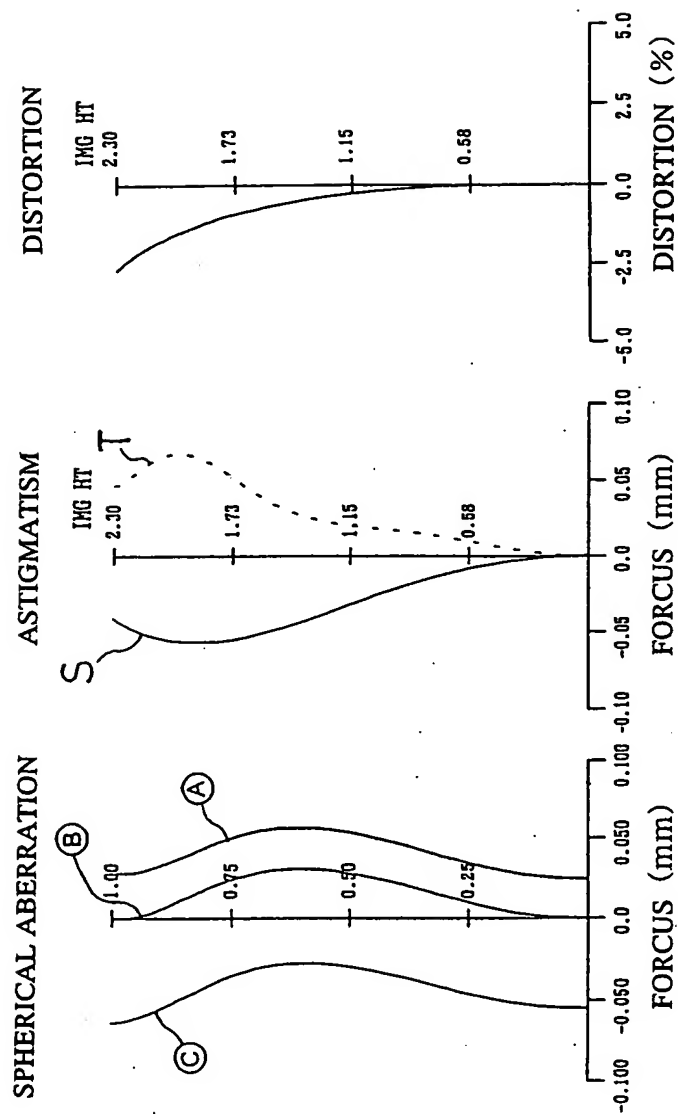 SPHERICAL ABERRATION
B
A
C
1.00
0.75
0.50
0.25
-0.100
-0.050
0.0
0.050
0.100
FORCUS (mm)
ASTIGMATISM
S
T
IMG HT
2.30
1.73
1.15
0.58
-0.10
-0.05
0.0
0.05
0.10
FORCUS (mm)
DISTORTION
IMG HT
2.30
1.73
1.15
0.58
-5.0
-2.5
0.0
2.5
5.0
DISTORTION (%)